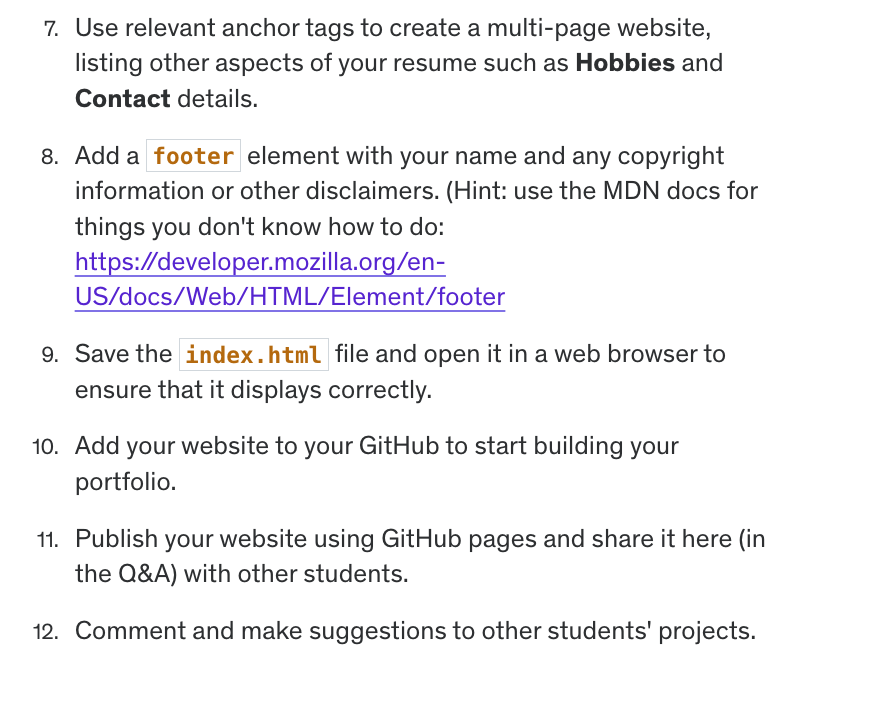 7. Use relevant anchor tags to create a multi-page website,
listing other aspects of your resume such as Hobbies and
Contact details.
8. Add a footer element with your name and any copyright
information or other disclaimers. (Hint: use the MDN docs for
things you don't know how to do:
https://developer.mozilla.org/en-
US/docs/Web/HTML/Element/footer
9. Save the index.html file and open it in a web browser to
ensure that it displays correctly.
10. Add your website to your GitHub to start building your
portfolio.
11. Publish your website using GitHub pages and share it here (in
the Q&A) with other students.
12. Comment and make suggestions to other students' projects.